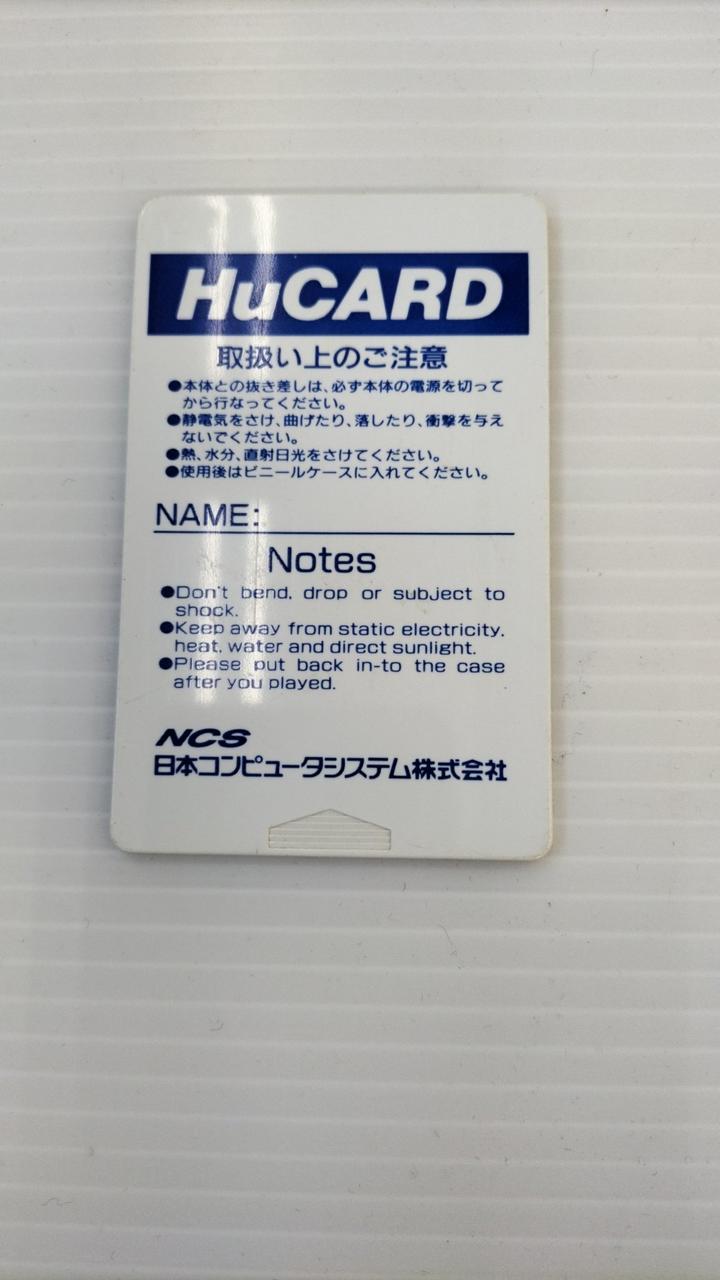 HuCARD
取扱い上のご注意
●本体との抜き差しは、必ず本体の電源を切って
から行なってください。
●静電気をさけ、曲げたり、落したり、衝撃を与え
ないでください。
●熱、水分、直射日光をさけてください。
●使用後はビニールケースに入れてください。
NAME:
Notes
●Don't bend, drop or subject to
shock.
●Keep away from static electricity,
heat, water and direct sunlight.
●Please put back in-to the case
after you played.
NCS
日本コンピュータシステム株式会社